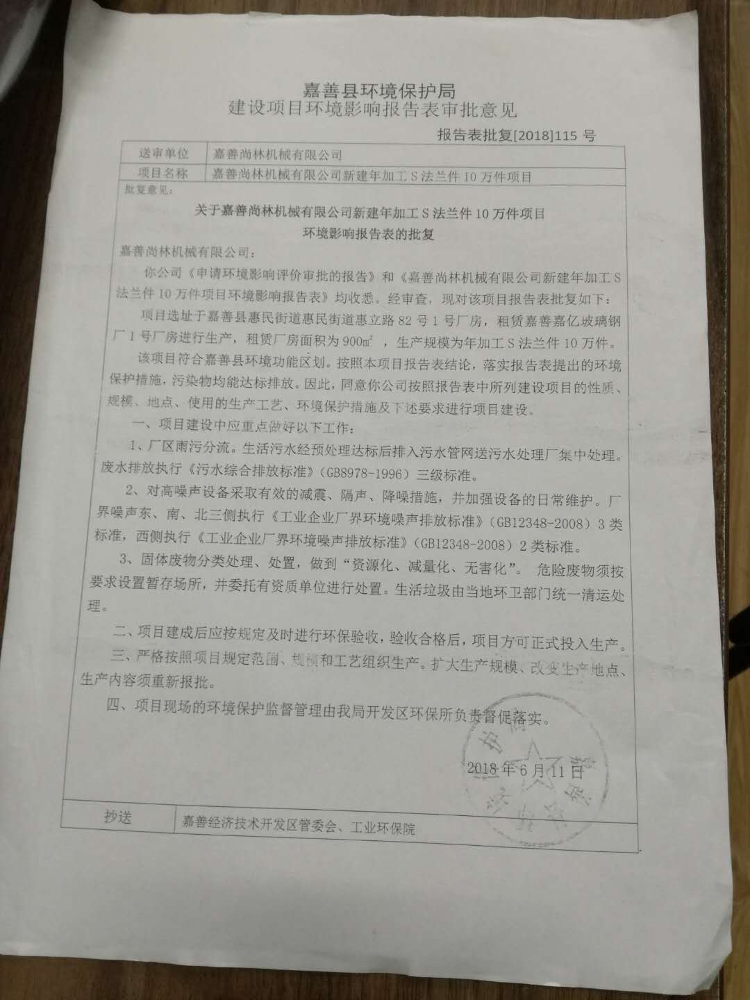 嘉善县环境保护局
建设项目环境影响报告表审批意见
报告表批复[2018]115 号
送审单位 嘉善尚林机械有限公司
项目名称 嘉善尚林机械有限公司新建年加工 S 法兰件 10 万件项目
批复意见：
关于嘉善尚林机械有限公司新建年加工 S 法兰件 10 万件项目
环境影响报告表的批复
嘉善尚林机械有限公司：
你公司《申请环境影响评价审批的报告》和《嘉善尚林机械有限公司新建年加工 S
法兰件 10 万件项目环境影响报告表》均收悉。经审查，现对该项目报告表批复如下：
项目选址于嘉善县惠民街道惠民街道惠立路 82 号 1 号厂房，租赁嘉善嘉亿玻璃钢
厂 1 号厂房进行生产，租赁厂房面积为 900㎡ ，生产规模为年加工 S 法兰件 10 万件。
该项目符合嘉善县环境功能区划。按照本项目报告表结论，落实报告表提出的环境
保护措施，污染物均能达标排放。因此，同意你公司按照报告表中所列建设项目的性质、
规模、地点、使用的生产工艺、环境保护措施及下述要求进行项目建设。
一、项目建设中应重点做好以下工作：
1、厂区雨污分流。生活污水经预处理达标后排入污水管网送污水处理厂集中处理。
废水排放执行《污水综合排放标准》（GB8978-1996）三级标准。
2、对高噪声设备采取有效的减震、隔声、降噪措施，并加强设备的日常维护。厂
界噪声东、南、北三侧执行《工业企业厂界环境噪声排放标准》（GB12348-2008）3 类
标准，西侧执行《工业企业厂界环境噪声排放标准》（GB12348-2008）2 类标准。
3、固体废物分类处理、处置，做到“资源化、减量化、无害化”。 危险废物须按
要求设置暂存场所，并委托有资质单位进行处置。生活垃圾由当地环卫部门统一清运处
理。
二、项目建成后应按规定及时进行环保验收，验收合格后，项目方可正式投入生产。
三、严格按照项目规定范围、规模和工艺组织生产。扩大生产规模、改变生产地点、
生产内容须重新报批。
四、项目现场的环境保护监督管理由我局开发区环保所负责督促落实。
2018 年 6 月 11 日
抄送 嘉善经济技术开发区管委会、工业环保院